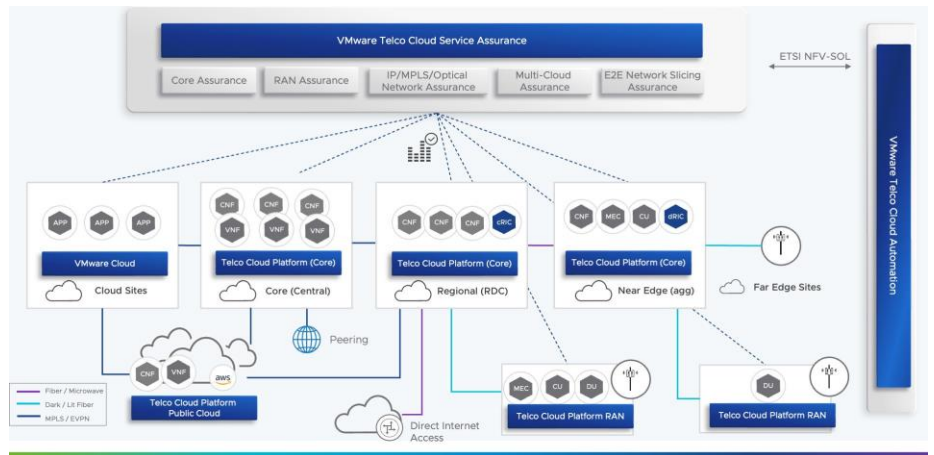 VMware Telco Cloud Service Assurance
Core Assurance
RAN Assurance
IP/MPLS/Optical
Network Assurance
Multi-Cloud
Assurance
E2E Network Slicing
Assurance
ETSI NFV-SOL
VMware Telco Cloud Automation
APP
APP
APP
VMware Cloud
Cloud Sites
CNF
CNF
CNF
VNF
VNF
VNF
Telco Cloud Platform (Core)
Core (Central)
CNF
CNF
CNF
cRIC
Telco Cloud Platform (Core)
Regional (RDC)
CNF
MEC
CU
dRIC
Telco Cloud Platform (Core)
Near Edge (agg)
Far Edge Sites
Peering
CNF
VNF
aws
Telco Cloud Platform
Public Cloud
Fiber / Microwave
Dark / Lit Fiber
MPLS / EVPN
Direct Internet
Access
MEC
CU
DU
Telco Cloud Platform RAN
DU
Telco Cloud Platform RAN